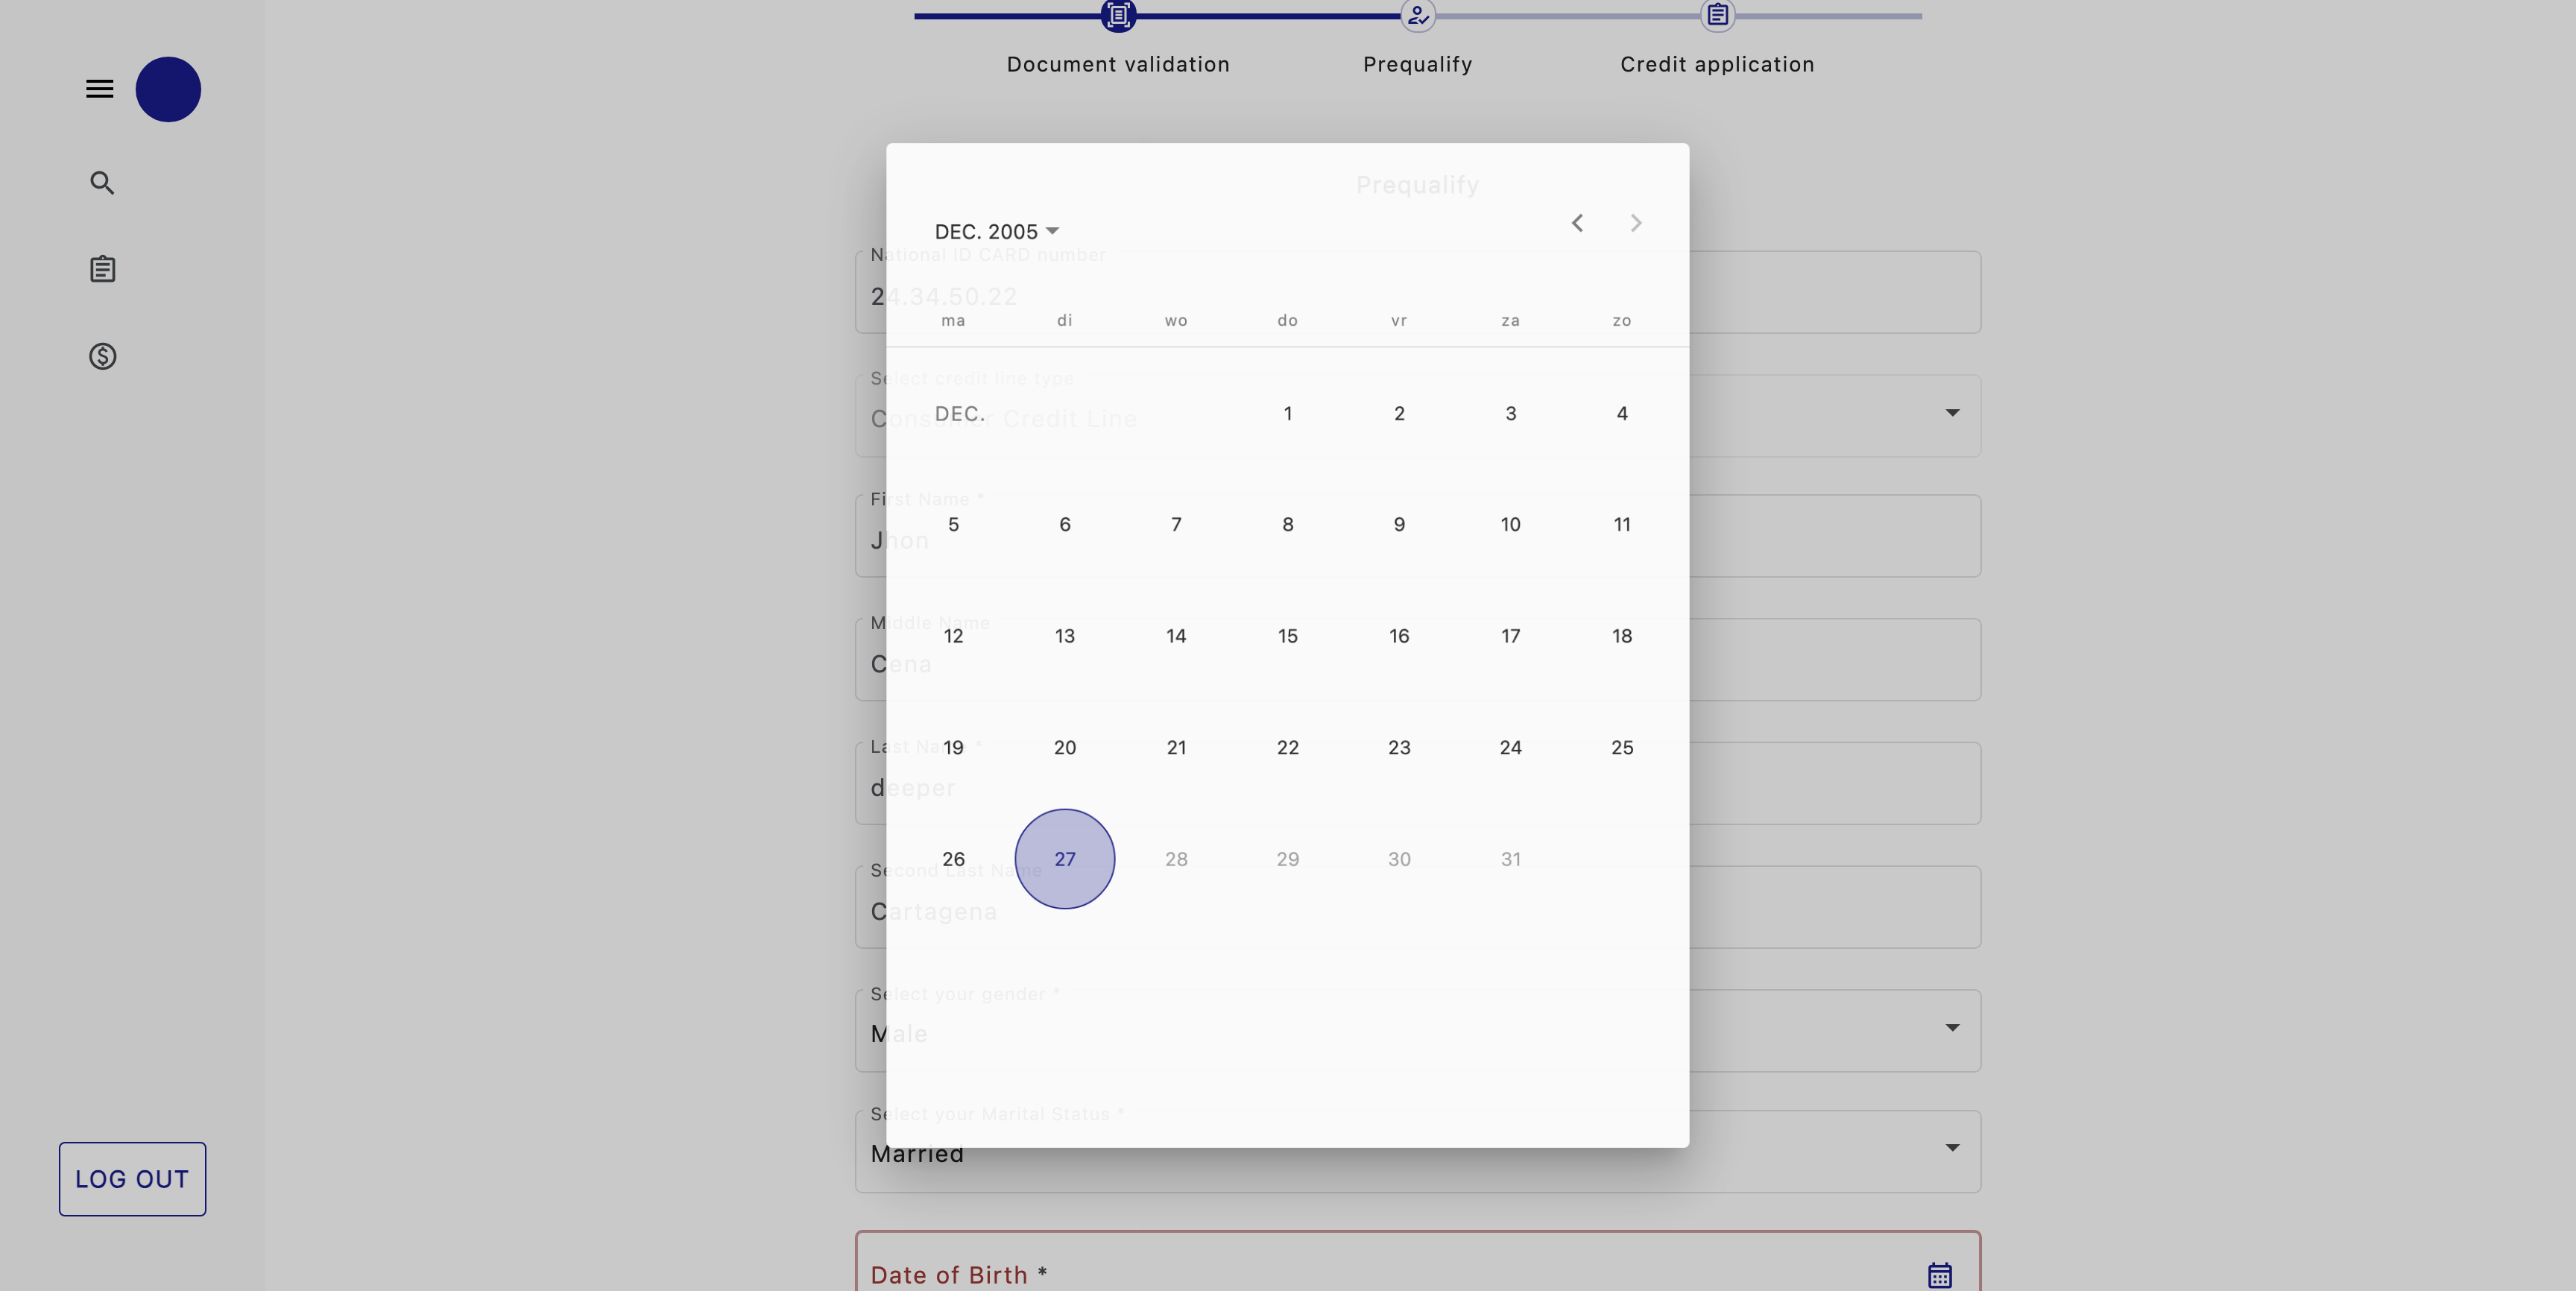 Document validation
Prequalify
Credit application
Prequalify
DEC. 2005
National ID CARD number
24.34.50.22
ma di wo do vr za zo
Select credit line type
Consumer Credit Line
DEC. 1 2 3 4
First Name *
5 6 7 8 9 10 11
Jhon
Middle Name
12 13 14 15 16 17 18
Cena
Last Name *
19 20 21 22 23 24 25
deeper
26 27 28 29 30 31
Second Last Name
Cartagena
Select your gender *
Male
Select your Marital Status *
Married
LOG OUT
Date of Birth *